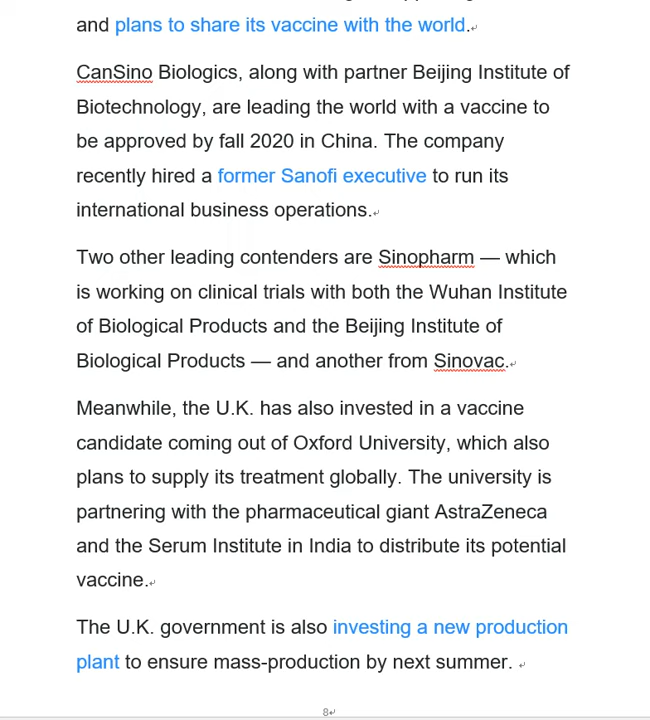 and plans to share its vaccine with the world.
CanSino Biologics, along with partner Beijing Institute of
Biotechnology, are leading the world with a vaccine to
be approved by fall 2020 in China. The company
recently hired a former Sanofi executive to run its
international business operations.
Two other leading contenders are Sinopharm — which
is working on clinical trials with both the Wuhan Institute
of Biological Products and the Beijing Institute of
Biological Products — and another from Sinovac.
Meanwhile, the U.K. has also invested in a vaccine
candidate coming out of Oxford University, which also
plans to supply its treatment globally. The university is
partnering with the pharmaceutical giant AstraZeneca
and the Serum Institute in India to distribute its potential
vaccine.
The U.K. government is also investing a new production
plant to ensure mass-production by next summer.
8